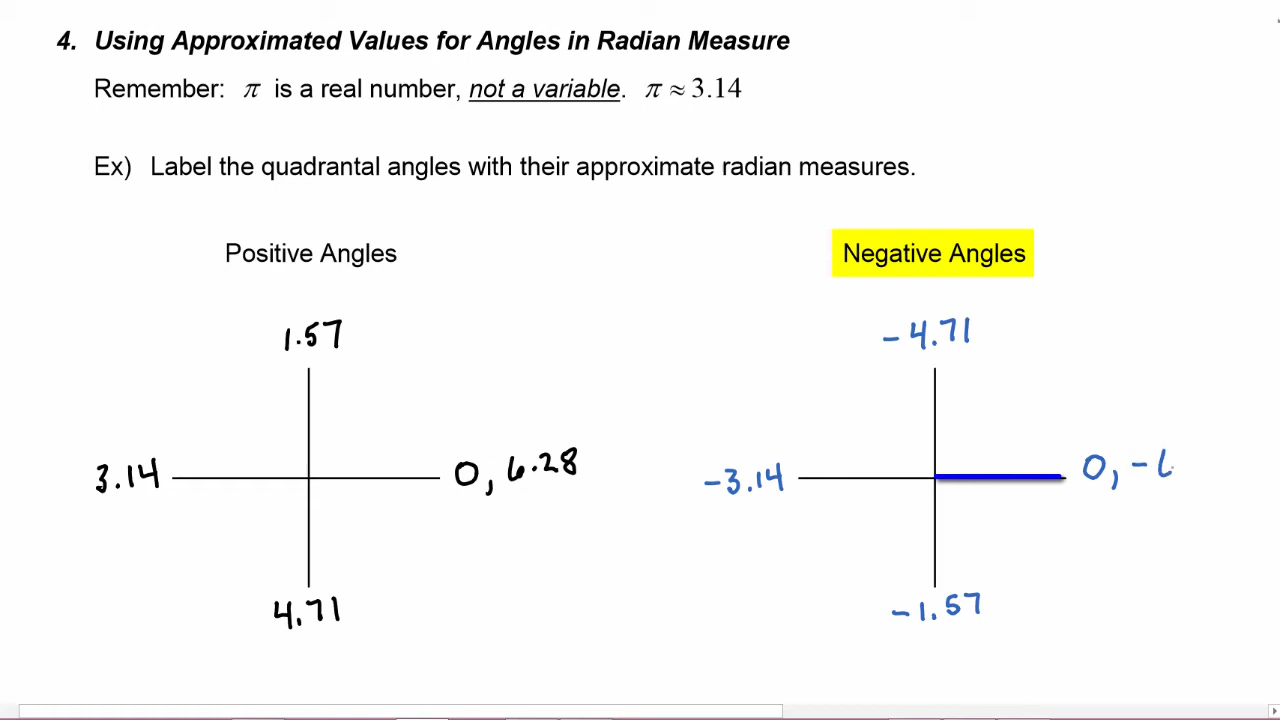 4. Using Approximated Values for Angles in Radian Measure
Remember: π is a real number, not a variable. π ≈ 3.14
Ex) Label the quadrantal angles with their approximate radian measures.
Positive Angles
Negative Angles
1.57
3.14
0, 6.28
4.71
-4.71
-3.14
0, -
-1.57